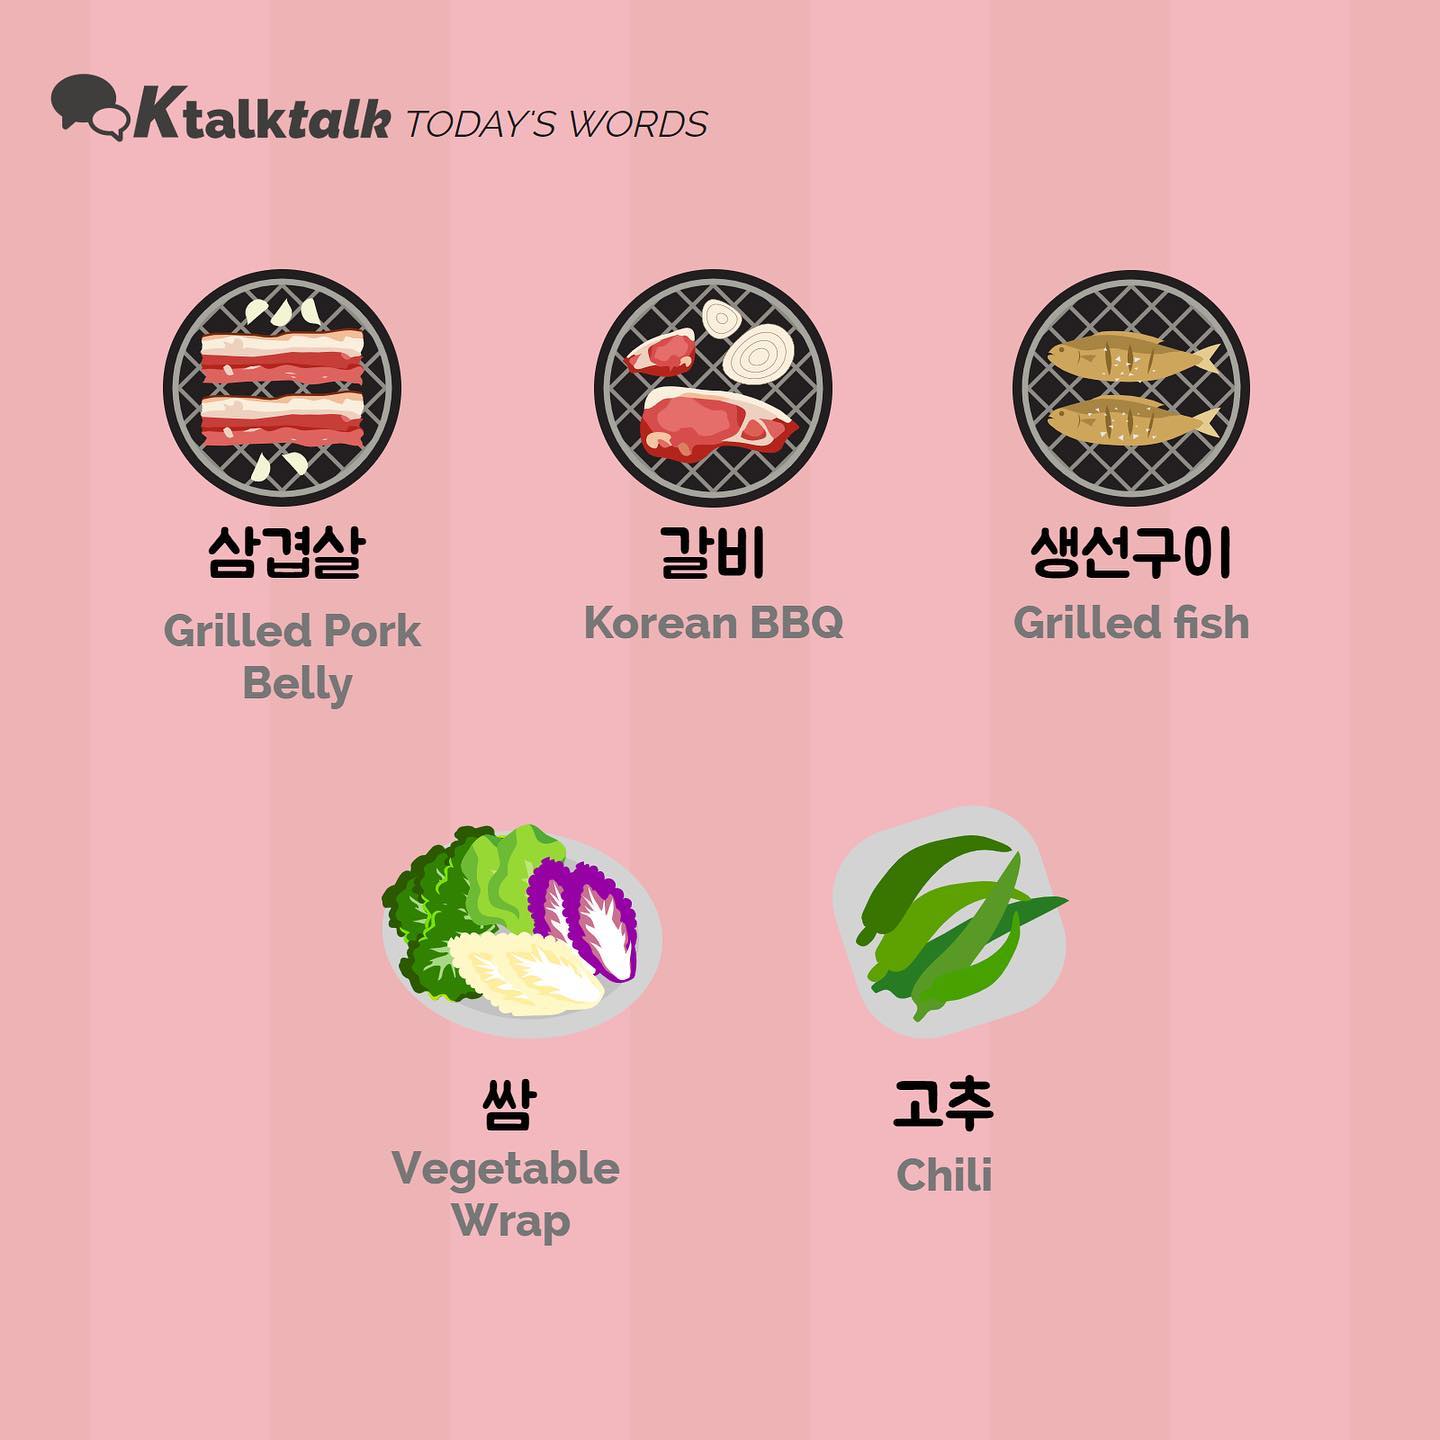 Ktalktalk TODAY'S WORDS
삼겹살
Grilled Pork
Belly
갈비
Korean BBQ
생선구이
Grilled fish
쌈
Vegetable
Wrap
고추
Chili